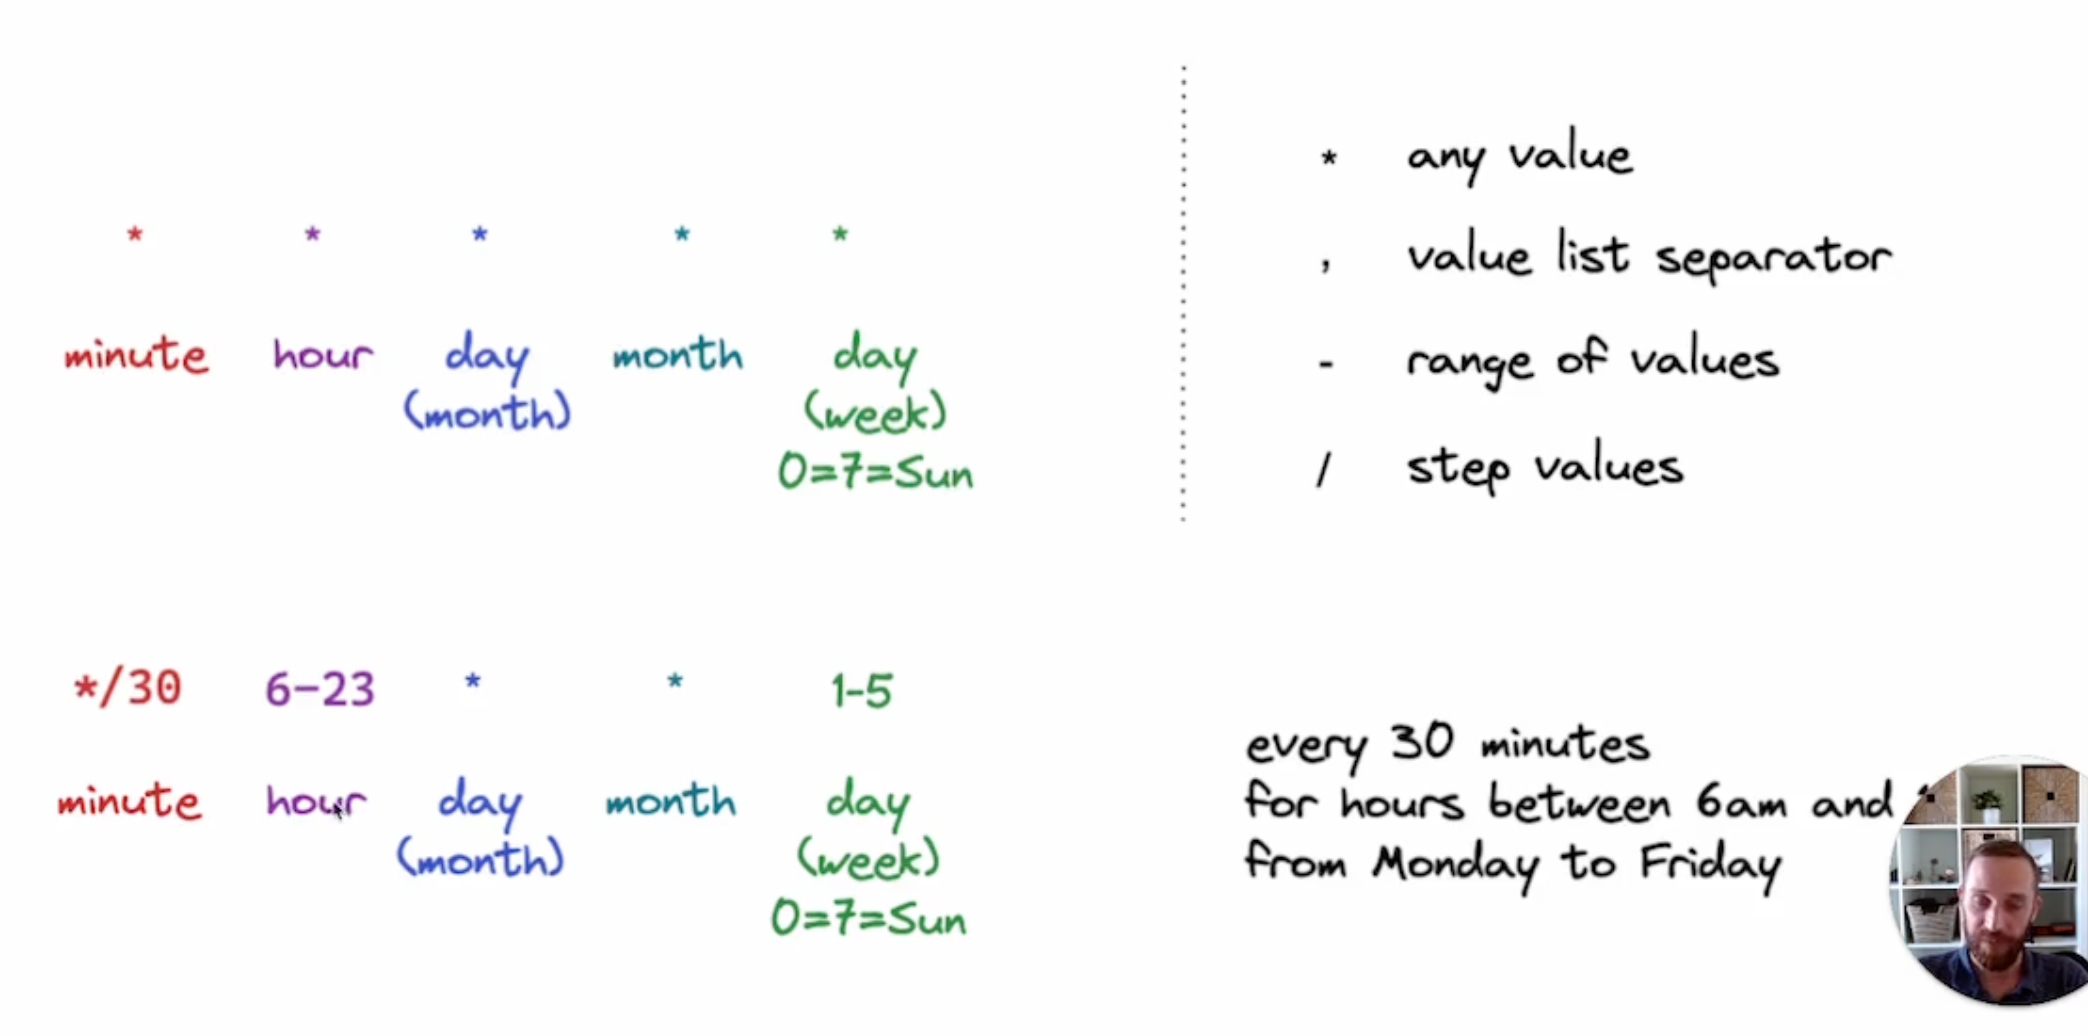 * * * * *
minute hour day month day
(month) (week)
0=7=Sun
* any value
, value list separator
- range of values
/ step values
*/30 6-23 * * 1-5
minute hour day month day
(month) (week)
0=7=Sun
every 30 minutes
for hours between 6am and
from Monday to Friday